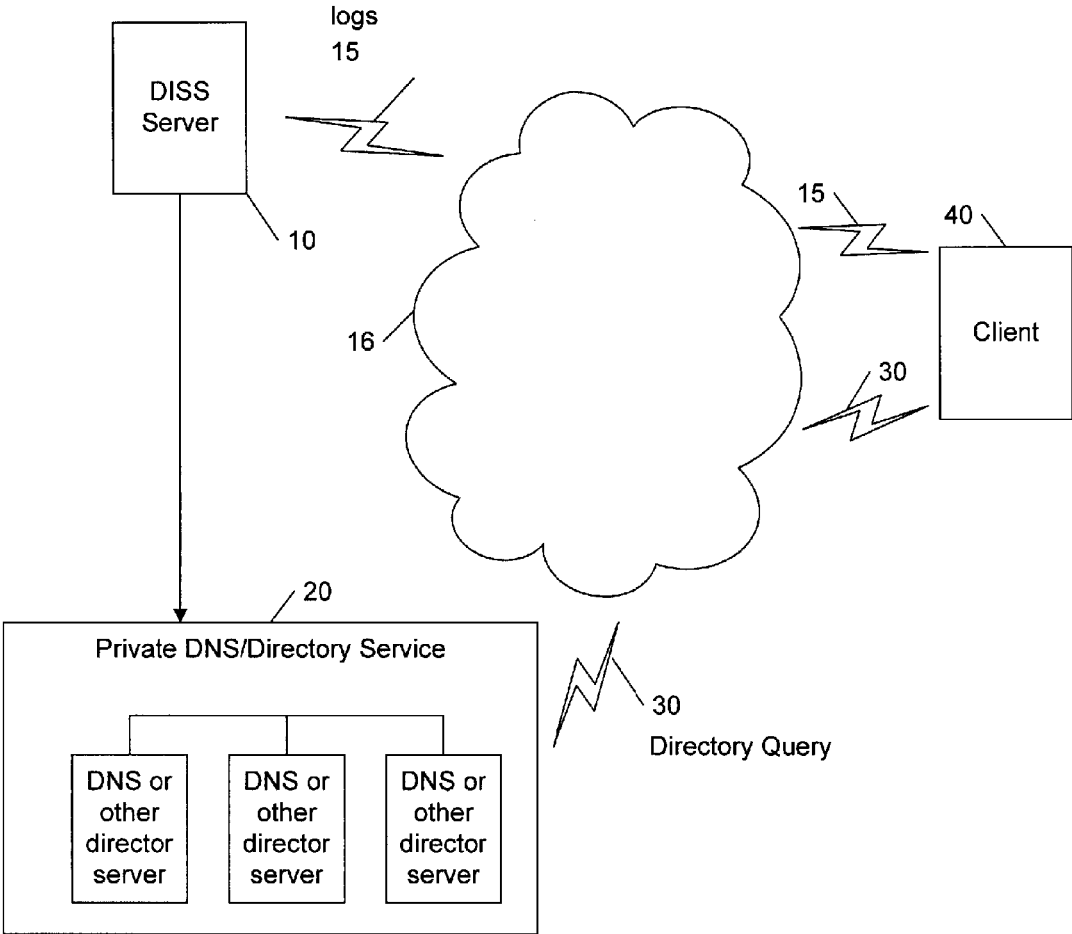 logs
15
DISS
Server
10
15
40
16
Client
30
20
Private DNS/Directory Service
30
Directory Query
DNS or
other
director
server
DNS or
other
director
server
DNS or
other
director
server